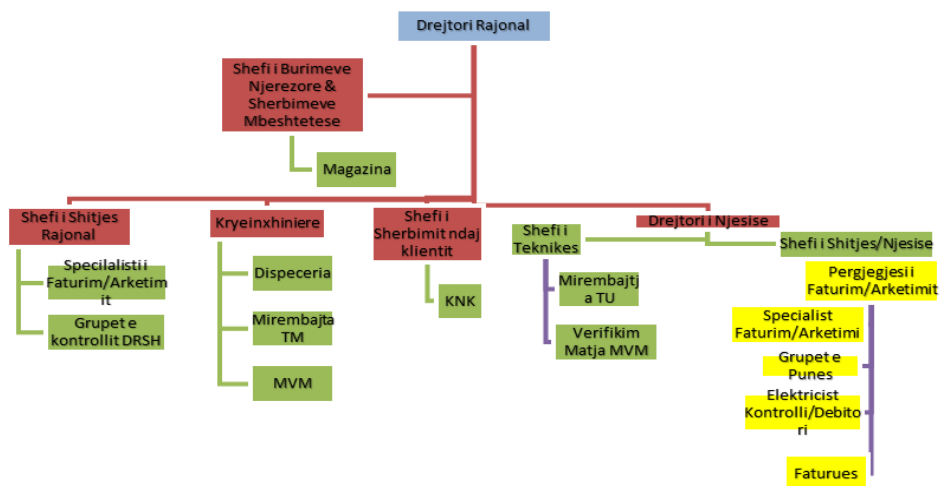 Drejtori Rajonal
Shefi i Burimeve
Njerezore &
Sherbimeve
Mbeshtetese
Magazina
Shefi i Shitjes
Rajonal
Specilalisti i
Faturim/Arketim
it
Grupet e
kontrollit DRSH
Kryeinxhiniere
Dispeceria
Mirembajta
TM
MVM
Shefi i
Sherbimit ndaj
klientit
KNK
Drejtori i Njesise
Shefi i
Teknikes
Mirembajtj
a TU
Verifikim
Matja MVM
Shefi i Shitjes/Njesise
Pergjegjesi i
Faturim/Arketimit
Specialist
Faturim/Arketimi
Grupet e
Punes
Elektricist
Kontrolli/Debito
ri
Faturues